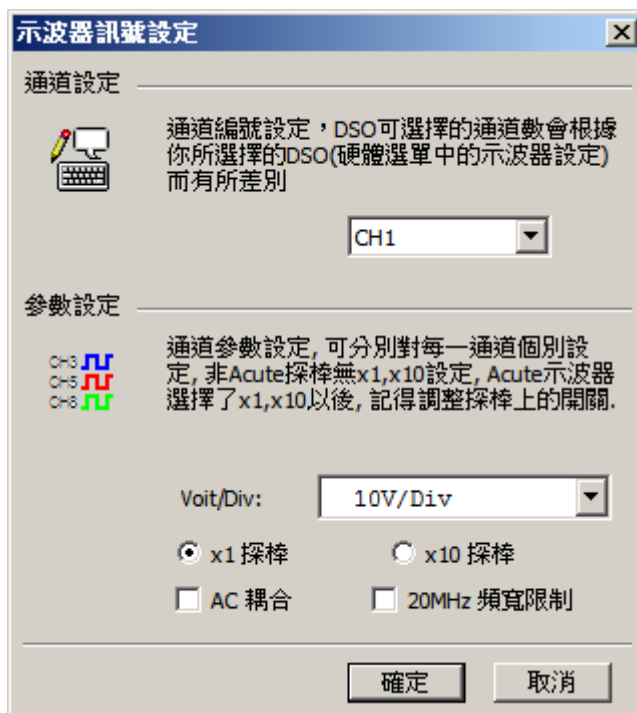 示波器訊號設定
通道設定
通道編號設定，DSO可選擇的通道數會根據
你所選擇的DSO(硬體選單中的示波器設定)
而有所差別
CH1
參數設定
CH3
CH5
CH8
通道參數設定, 可分別對每一通道個別設
定, 非Acute探棒無x1,x10設定, Acute示波器
選擇了x1,x10以後, 記得調整探棒上的開關.
Voit/Div:
10V/Div
x1 探棒 x10 探棒
AC 耦合 20MHz 頻寬限制
確定 取消